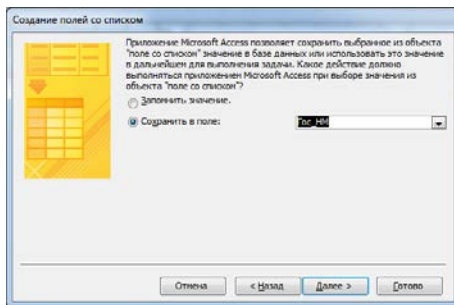 Создание полей со списком
Приложение Microsoft Access позволяет сохранить выбранное из объекта
"поле со списком" значение в базе данных или использовать это значение
в дальнейшем для выполнения задачи. Какое действие должно
выполняться приложением Microsoft Access при выборе значения из
объекта "поле со списком"?
Запомнить значение.
Сохранить в поле: Гос_НМ
Отмена < Назад Далее > Готово